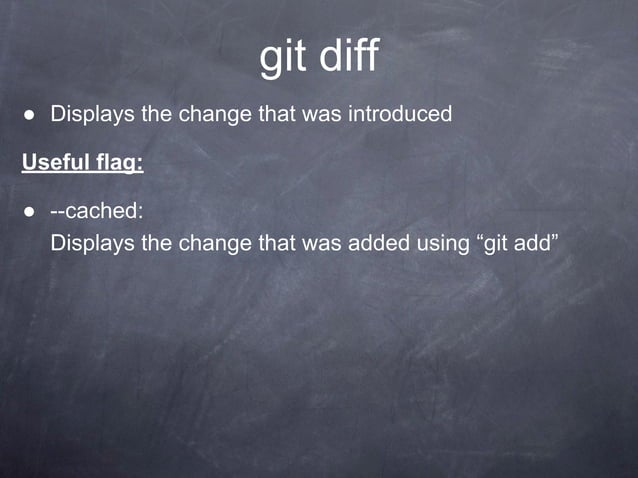 git diff
● Displays the change that was introduced
Useful flag:
● --cached:
Displays the change that was added using “git add”